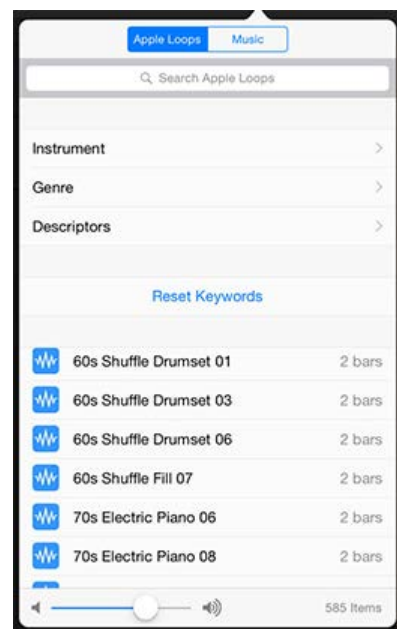 Apple Loops Music
Search Apple Loops
Instrument
Genre
Descriptors
Reset Keywords
60s Shuffle Drumset 01 2 bars
60s Shuffle Drumset 03 2 bars
60s Shuffle Drumset 06 2 bars
60s Shuffle Fill 07 2 bars
70s Electric Piano 06 2 bars
70s Electric Piano 08 2 bars
585 Items